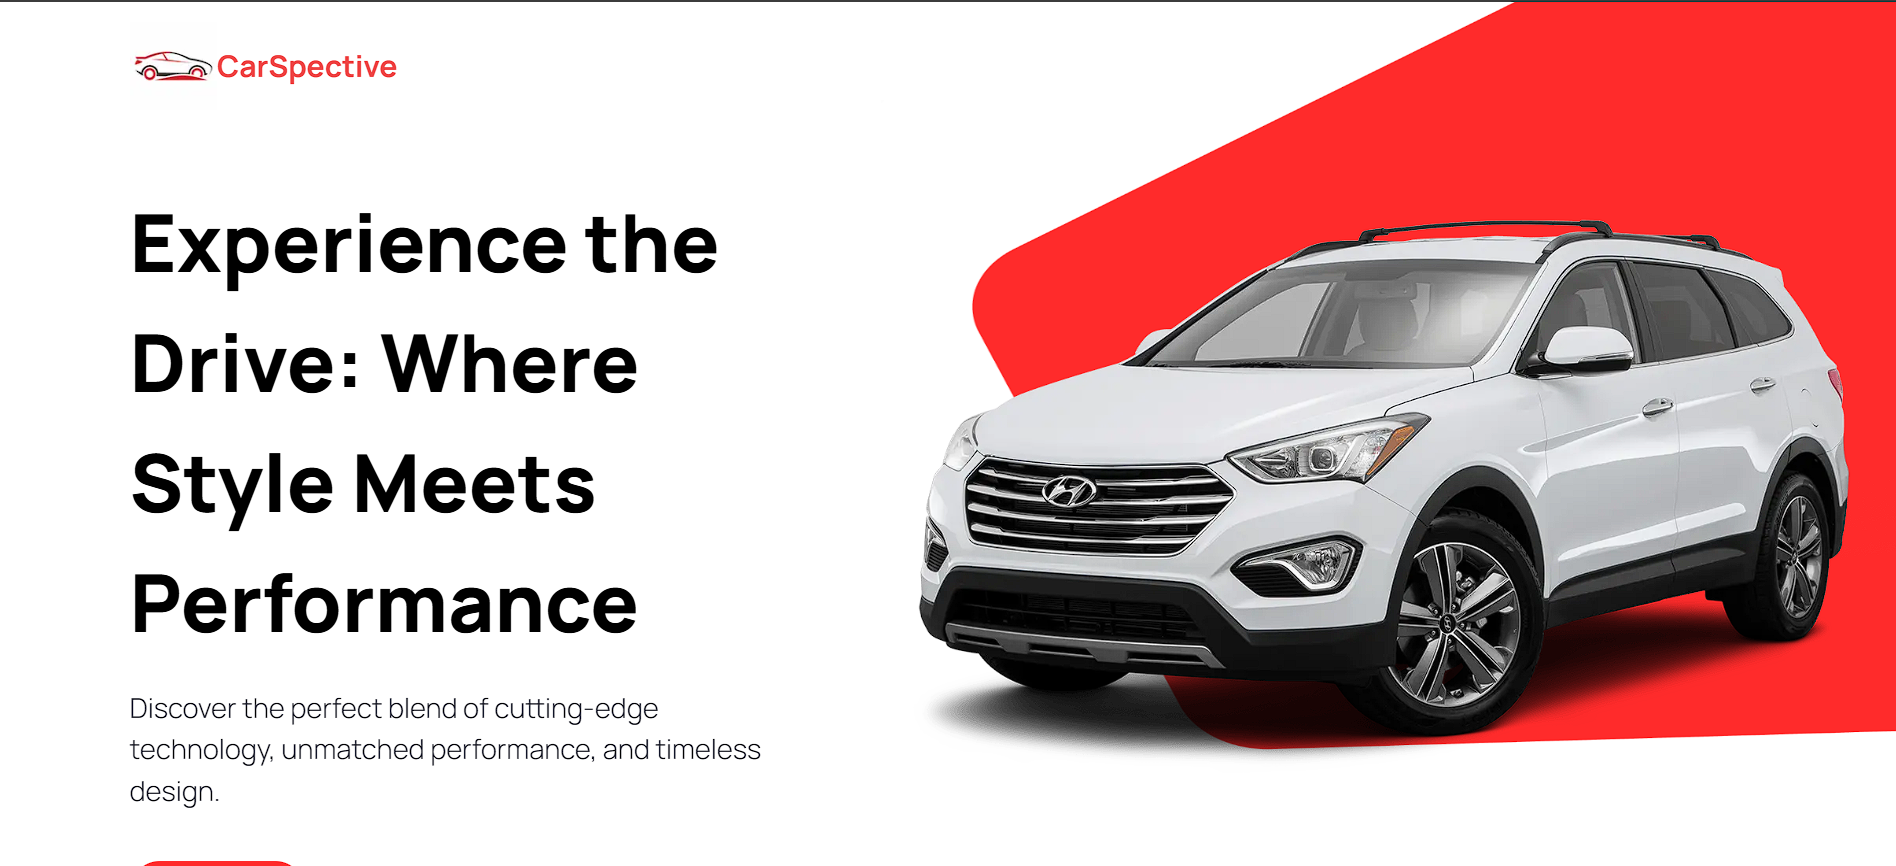 CarSpective
Experience the
Drive: Where
Style Meets
Performance
Discover the perfect blend of cutting-edge
technology, unmatched performance, and timeless
design.